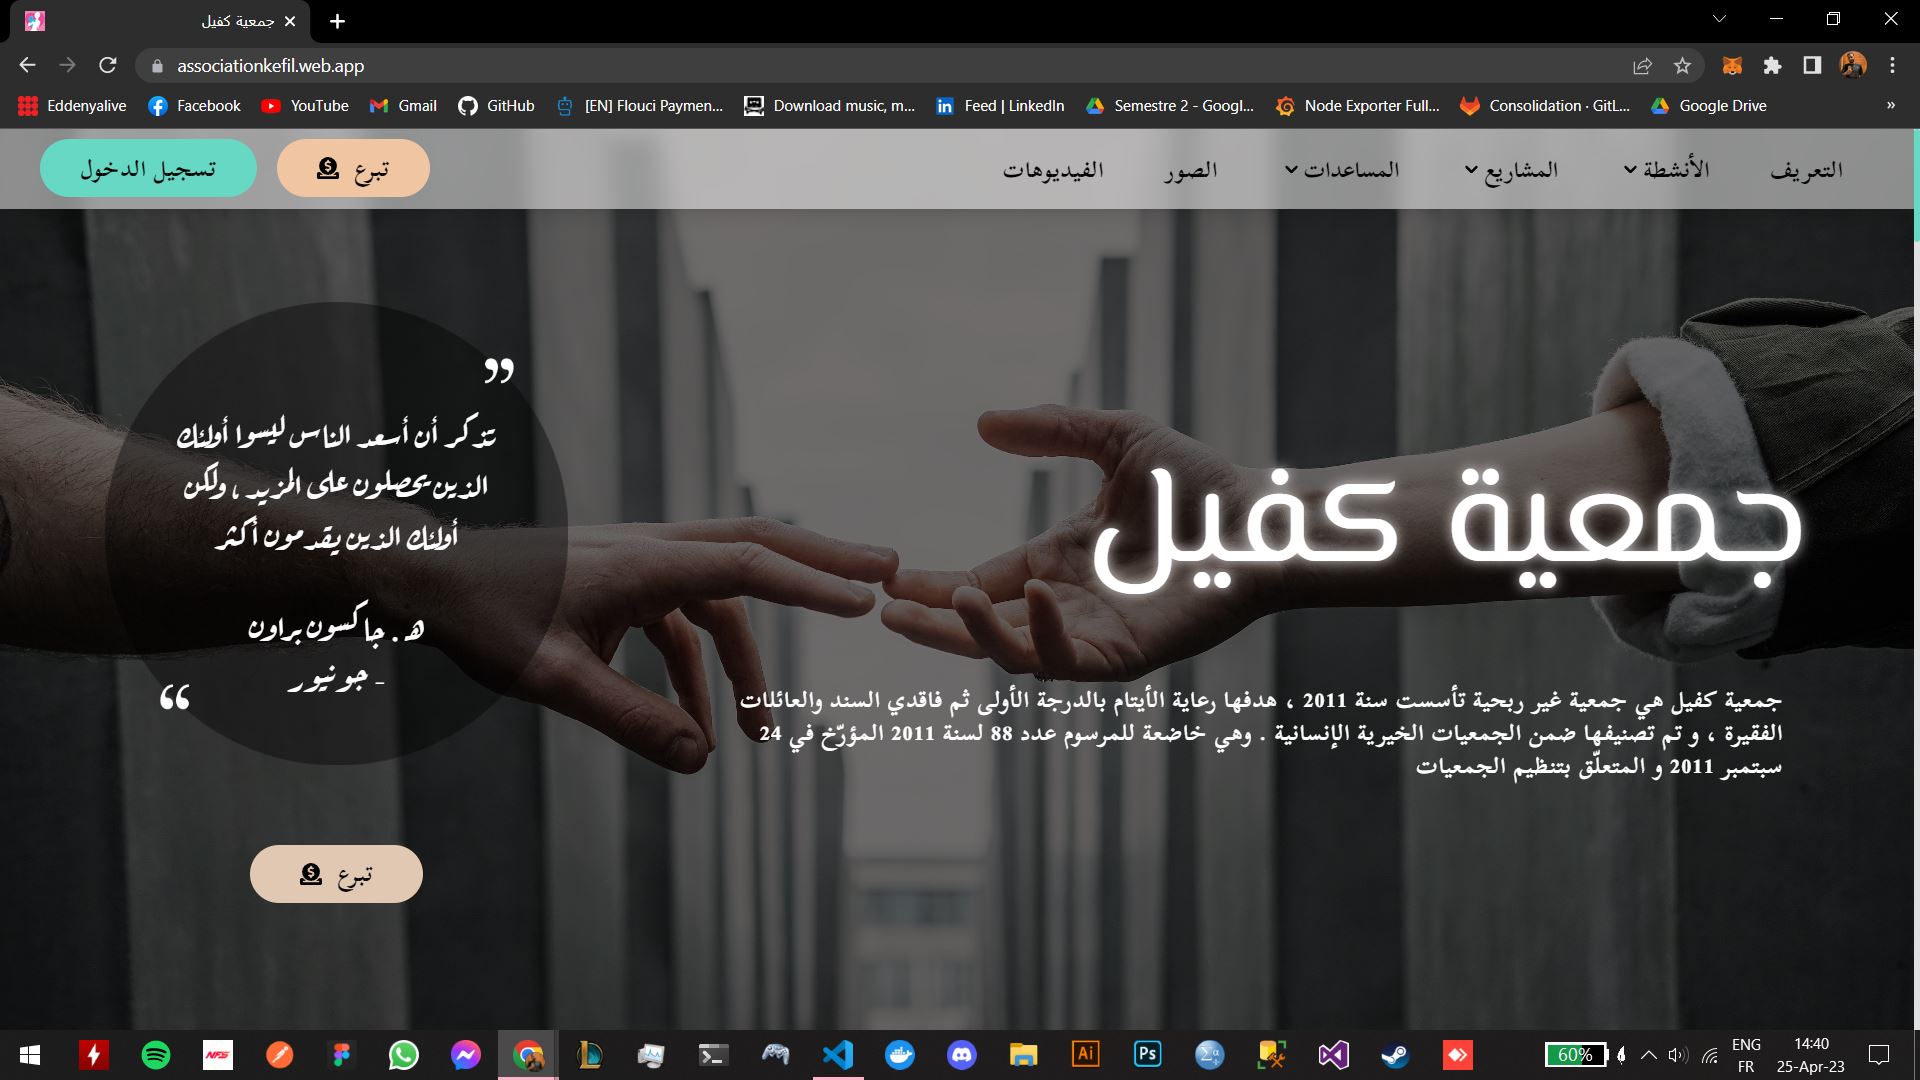 جمعية كفيل
associationkefil.web.app
Eddenyalive
Facebook
YouTube
Gmail
GitHub
[EN] Flouci Paymen...
Download music, m...
Feed | LinkedIn
Semestre 2 - Googl...
Node Exporter Full...
Consolidation · GitL...
Google Drive
»
التعريف
الأنشطة
المشاريع
المساعدات
الصور
الفيديوهات
تبرع
تسجيل الدخول
”
تذكر أن أسعد الناس ليسوا أولئك
الذين يحصلون على المزيد ، ولكن
أولئك الذين يقدمون أكثر
هـ . جاكسون براون
- جونيور
“
جمعية كفيل
جمعية كفيل هي جمعية غير ربحية تأسست سنة 2011 ، هدفها رعاية الأيتام بالدرجة الأولى ثم فاقدي السند والعائلات
الفقيرة ، و تم تصنيفها ضمن الجمعيات الخيرية الإنسانية . وهي خاضعة للمرسوم عدد 88 لسنة 2011 المؤرّخ في 24
سبتمبر 2011 و المتعلّق بتنظيم الجمعيات
تبرع
NFS
Ai
Ps
60%
ENG
FR
14:40
25-Apr-23